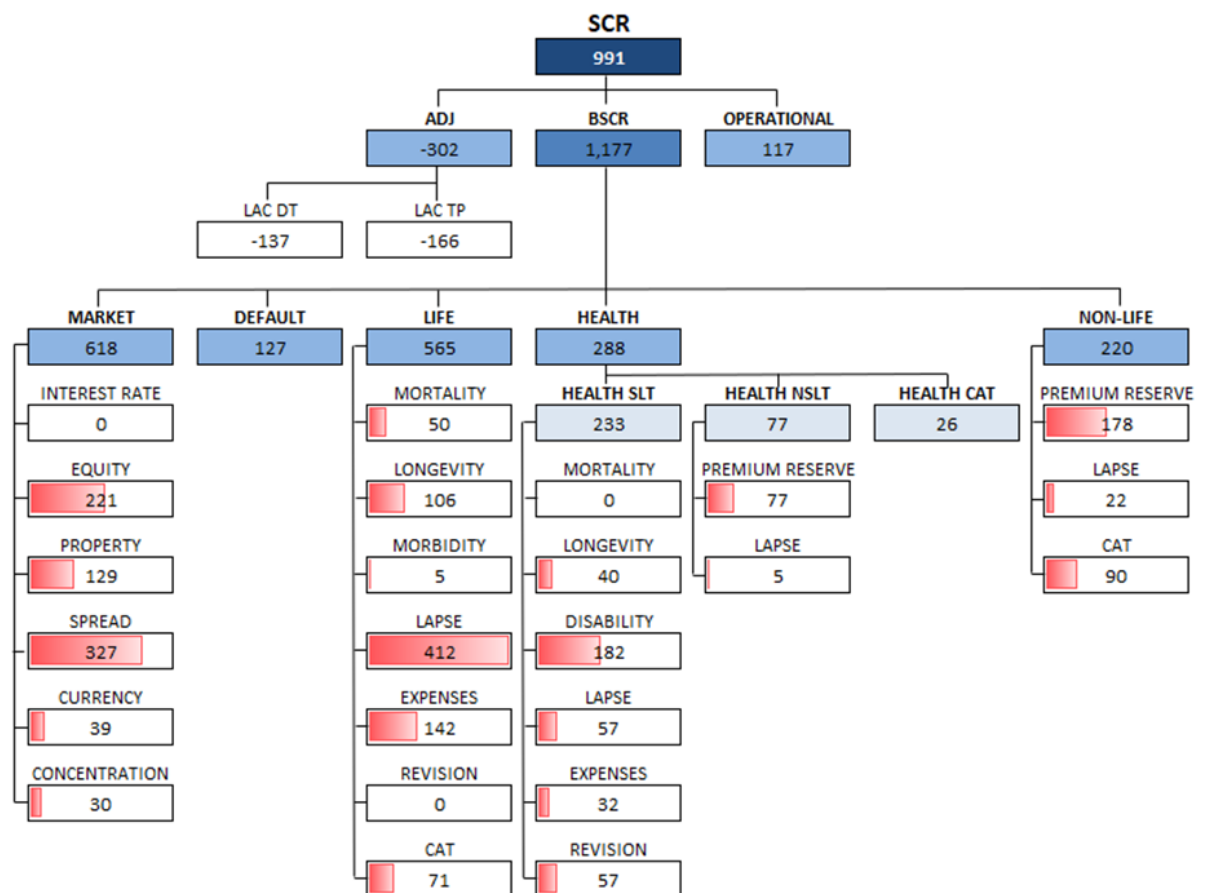 SCR
991
ADJ BSCR OPERATIONAL
-302 1,177 117
LAC DT LAC TP
-137 -166
MARKET DEFAULT LIFE HEALTH NON-LIFE
618 127 565 288 220
INTEREST RATE MORTALITY HEALTH SLT HEALTH NSLT HEALTH CAT PREMIUM RESERVE
0 50 233 77 26 178
EQUITY LONGEVITY MORTALITY PREMIUM RESERVE LAPSE
221 106 0 77 22
PROPERTY MORBIDITY LONGEVITY LAPSE CAT
129 5 40 5 90
SPREAD LAPSE DISABILITY
327 412 182
CURRENCY EXPENSES LAPSE
39 142 57
CONCENTRATION REVISION EXPENSES
30 0 32
CAT REVISION
71 57